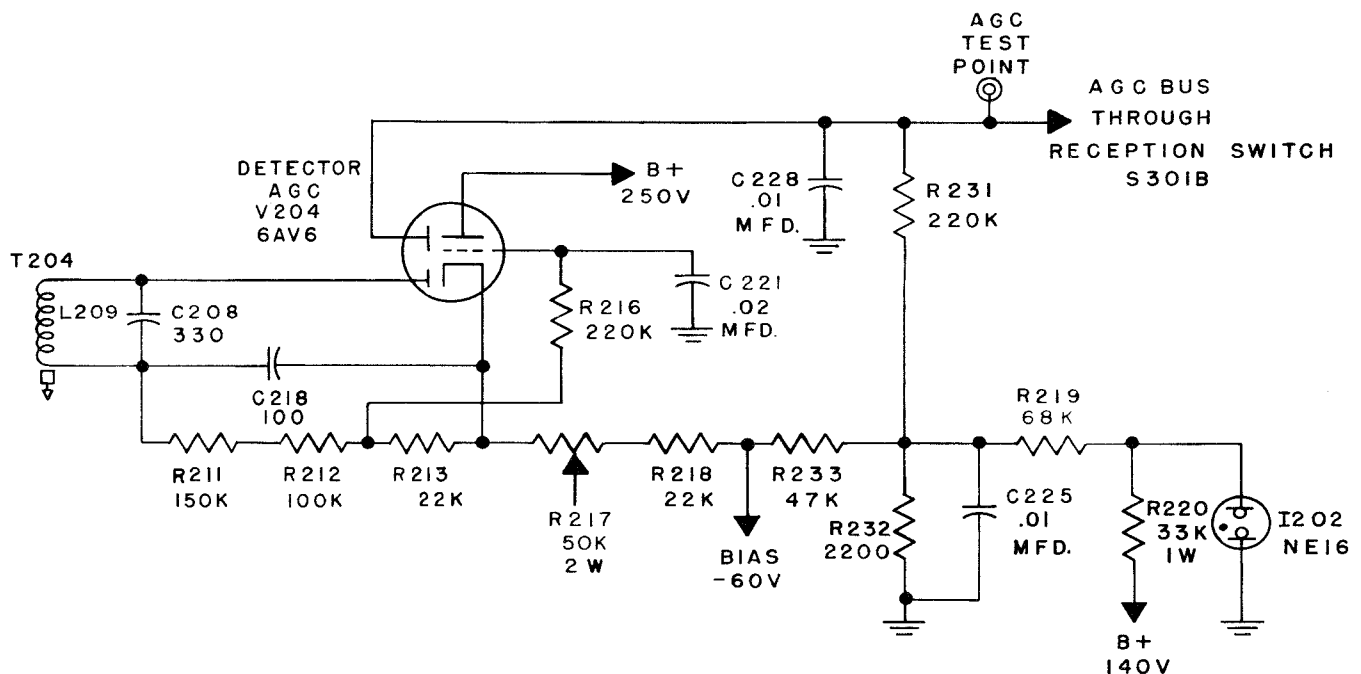 AGC
TEST
POINT
AGC BUS
THROUGH
RECEPTION SWITCH
S301B
DETECTOR
AGC
V204
6AV6
B+
250V
C228
.01
MFD.
R231
220K
T204
L209
C208
330
R216
220K
C221
.02
MFD.
C218
100
R219
68K
R211
150K
R212
100K
R213
22K
R217
50K
2W
R218
22K
BIAS
-60V
R233
47K
R232
2200
C225
.01
MFD.
R220
33K
1W
I202
NE16
B+
140V